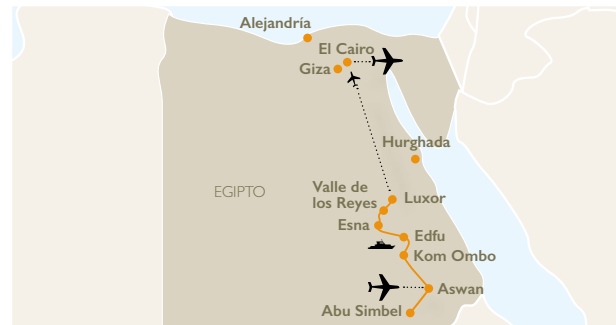 Alejandría
El Cairo
Giza
Hurghada
EGIPTO
Valle de
los Reyes
Luxor
Esna
Edfu
Kom Ombo
Aswan
Abu Simbel